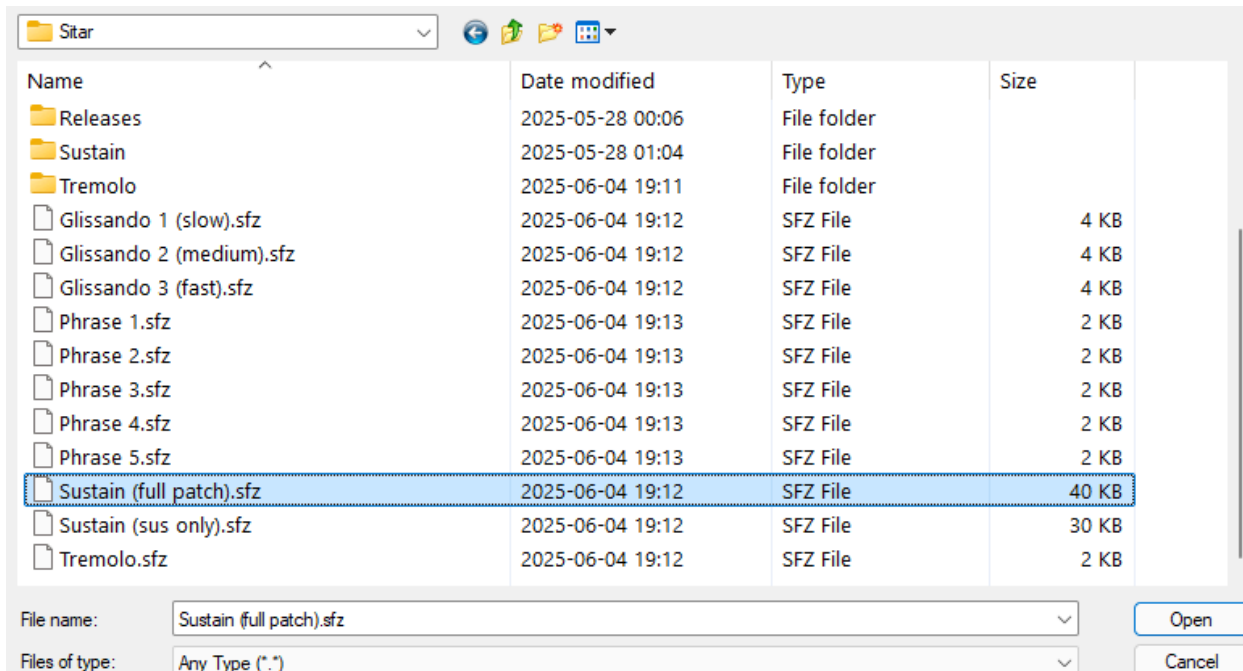 Sitar
Name Date modified Type Size
Releases 2025-05-28 00:06 File folder
Sustain 2025-05-28 01:04 File folder
Tremolo 2025-06-04 19:11 File folder
Glissando 1 (slow).sfz 2025-06-04 19:12 SFZ File 4 KB
Glissando 2 (medium).sfz 2025-06-04 19:12 SFZ File 4 KB
Glissando 3 (fast).sfz 2025-06-04 19:12 SFZ File 4 KB
Phrase 1.sfz 2025-06-04 19:13 SFZ File 2 KB
Phrase 2.sfz 2025-06-04 19:13 SFZ File 2 KB
Phrase 3.sfz 2025-06-04 19:13 SFZ File 2 KB
Phrase 4.sfz 2025-06-04 19:13 SFZ File 2 KB
Phrase 5.sfz 2025-06-04 19:13 SFZ File 2 KB
Sustain (full patch).sfz 2025-06-04 19:12 SFZ File 40 KB
Sustain (sus only).sfz 2025-06-04 19:12 SFZ File 30 KB
Tremolo.sfz 2025-06-04 19:12 SFZ File 2 KB
File name: Sustain (full patch).sfz Open
Files of type: Any Type (*.*) Cancel